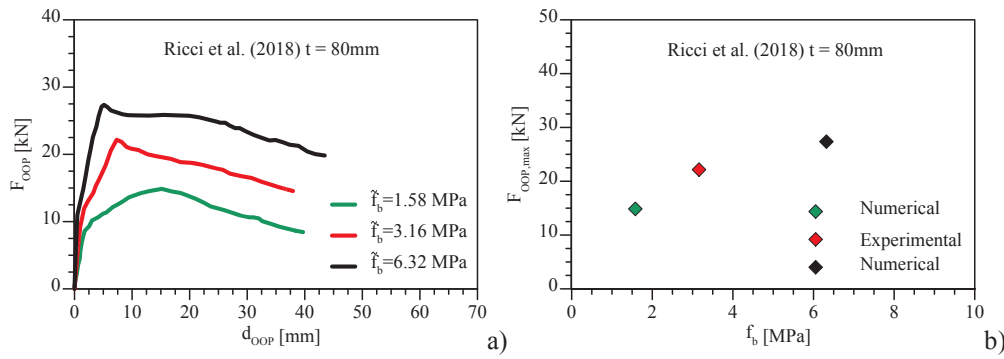 40
30
20
10
0
F_OOP [kN]
Ricci et al. (2018) t = 80mm
f̃_b=1.58 MPa
f̃_b=3.16 MPa
f̃_b=6.32 MPa
0 10 20 30 40 50 60 70
d_OOP [mm]
a)
50
40
30
20
10
0
F_OOP,max [kN]
Ricci et al. (2018) t = 80mm
Numerical
Experimental
Numerical
0 2 4 6 8 10
f_b [MPa]
b)